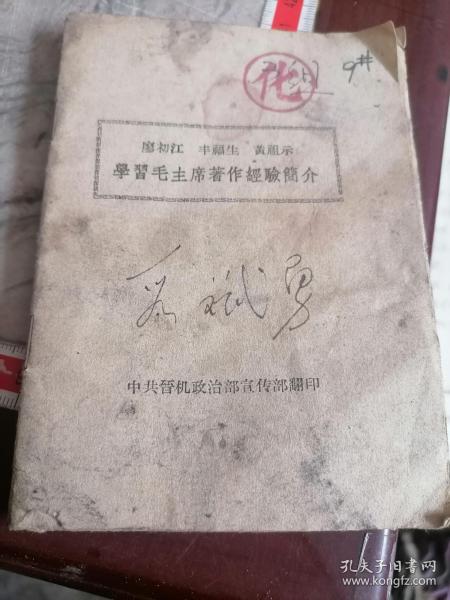 化 9#
廖初江 丰福生 黄祖示
學習毛主席著作經驗簡介
中共晉机政治部宣传部翻印
孔夫子旧书网
www.kongfz.com